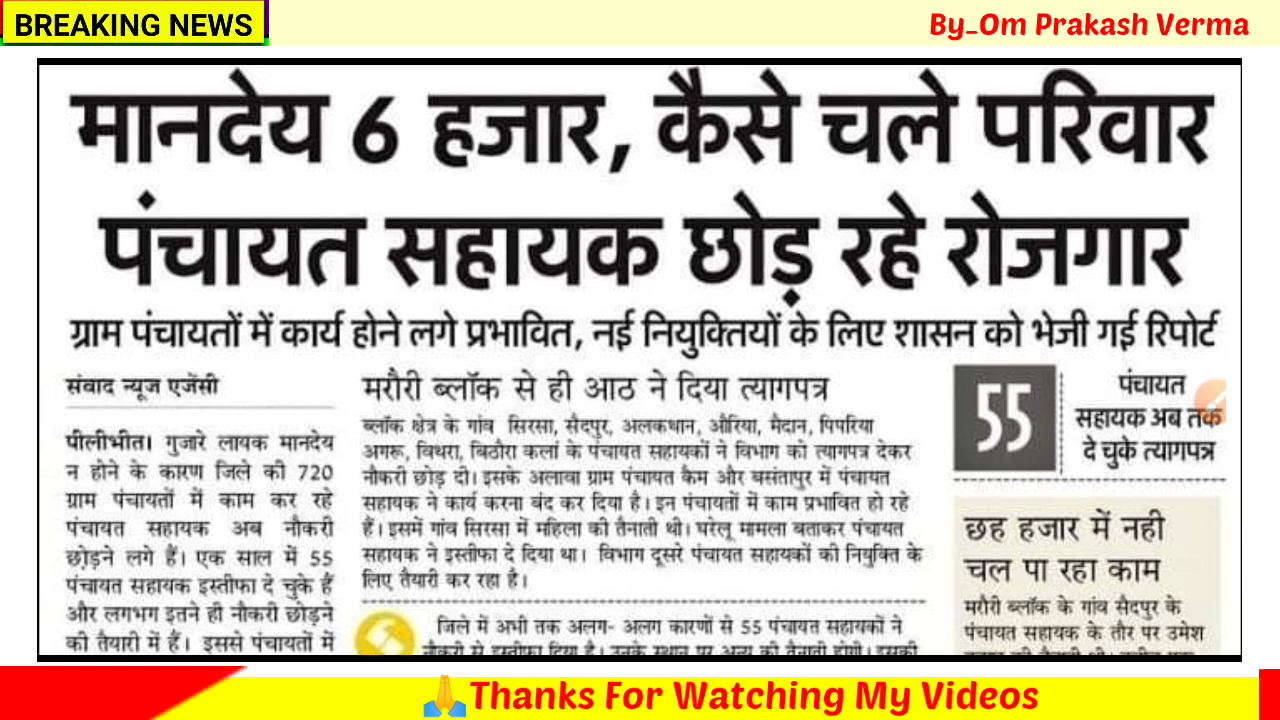 BREAKING NEWS
By_Om Prakash Verma
मानदेय 6 हजार, कैसे चले परिवार
पंचायत सहायक छोड़ रहे रोजगार
ग्राम पंचायतों में कार्य होने लगे प्रभावित, नई नियुक्तियों के लिए शासन को भेजी गई रिपोर्ट
संवाद न्यूज एजेंसी
पीलीभीत। गुजारे लायक मानदेय
न होने के कारण जिले की 720
ग्राम पंचायतों में काम कर रहे
पंचायत सहायक अब नौकरी
छोड़ने लगे हैं। एक साल में 55
पंचायत सहायक इस्तीफा दे चुके हैं
और लगभग इतने ही नौकरी छोड़ने
की तैयारी में हैं। इससे पंचायतों में
मरौरी ब्लॉक से ही आठ ने दिया त्यागपत्र
ब्लॉक क्षेत्र के गांव सिरसा, सैदपुर, अलकथान, औरिया, मैदान, पिपरिया
अगरू, विथरा, बिठौरा कलां के पंचायत सहायकों ने विभाग को त्यागपत्र देकर
नौकरी छोड़ दी। इसके अलावा ग्राम पंचायत कैम और बसंतापुर में पंचायत
सहायक ने कार्य करना बंद कर दिया है। इन पंचायतों में काम प्रभावित हो रहे
हैं। इसमें गांव सिरसा में महिला की तैनाती थी। घरेलू मामला बताकर पंचायत
सहायक ने इस्तीफा दे दिया था। विभाग दूसरे पंचायत सहायकों की नियुक्ति के
लिए तैयारी कर रहा है।
जिले में अभी तक अलग- अलग कारणों से 55 पंचायत सहायकों ने
नौकरी से इस्तीफा दिया है। उनके स्थान पर अन्य की तैनाती होगी। इसकी
55
पंचायत
सहायक अब तक
दे चुके त्यागपत्र
छह हजार में नही
चल पा रहा काम
मरौरी ब्लॉक के गांव सैदपुर के
पंचायत सहायक के तौर पर उमेश
🙏Thanks For Watching My Videos